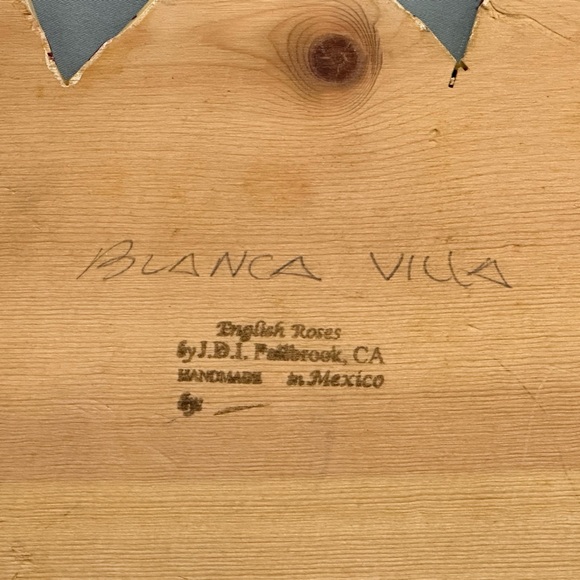 BLANCA VILLA
English Roses
by J.D.I. Fallbrook, CA
HANDMADE in Mexico
by: